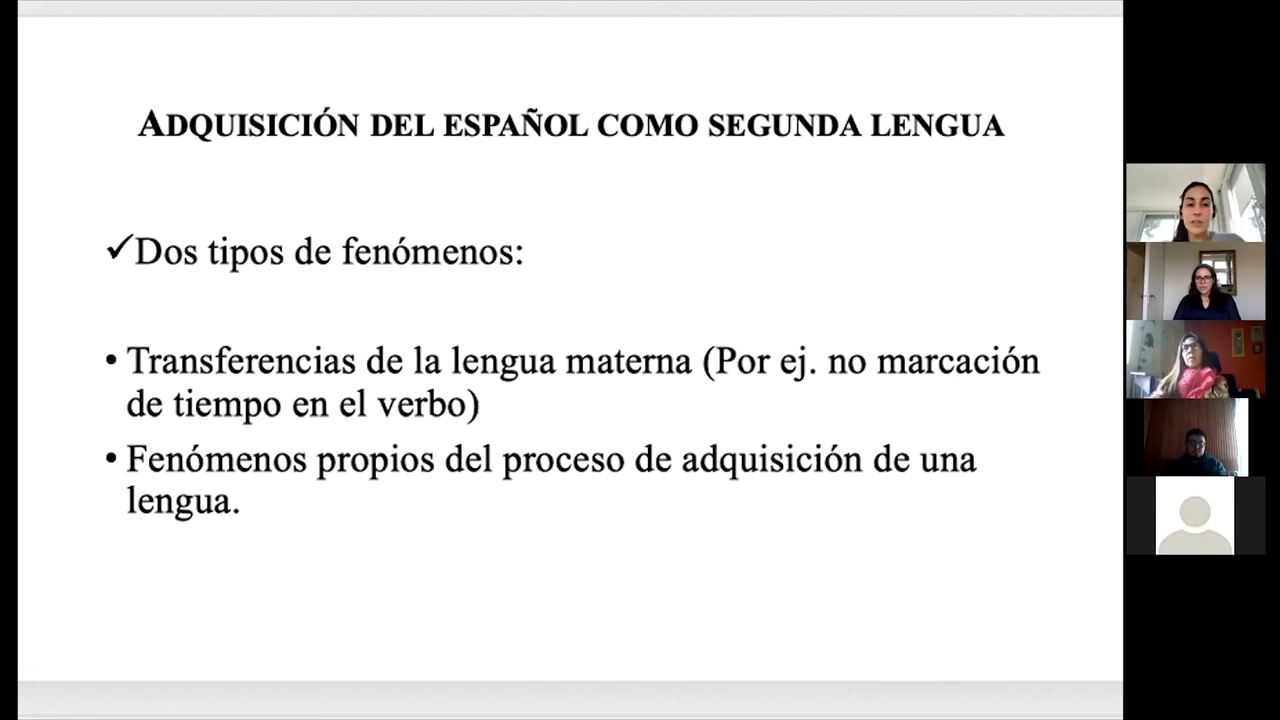 ADQUISICIÓN DEL ESPAÑOL COMO SEGUNDA LENGUA
✓Dos tipos de fenómenos:
• Transferencias de la lengua materna (Por ej. no marcación
de tiempo en el verbo)
• Fenómenos propios del proceso de adquisición de una
lengua.